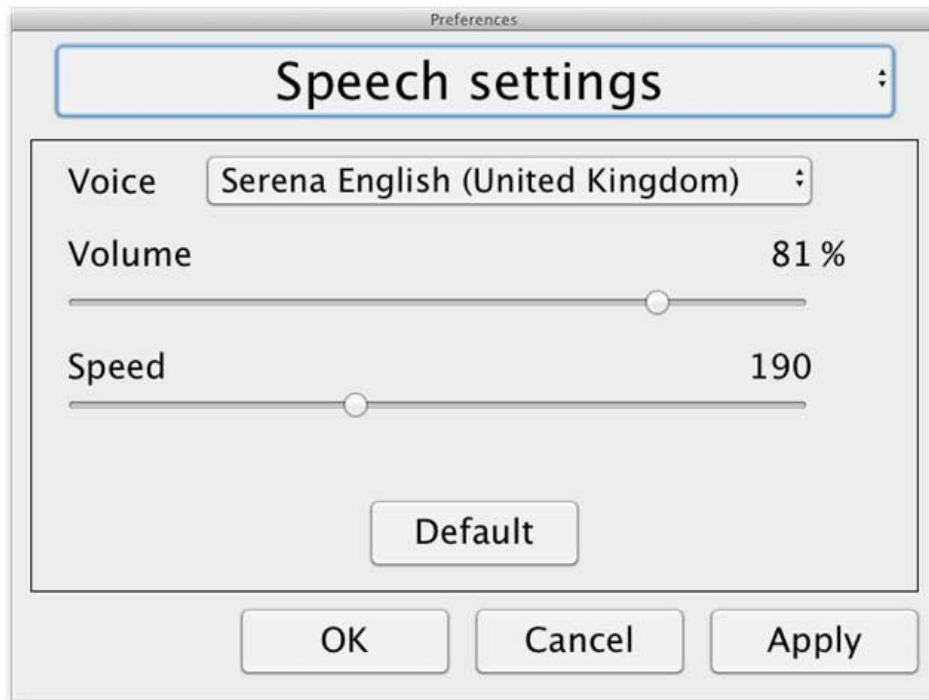 Preferences
Speech settings
Voice Serena English (United Kingdom)
Volume 81 %
Speed 190
Default
OK Cancel Apply